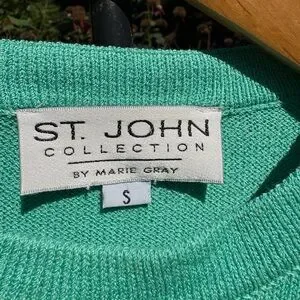 ST. JOHN
COLLECTION
BY MARIE GRAY
S